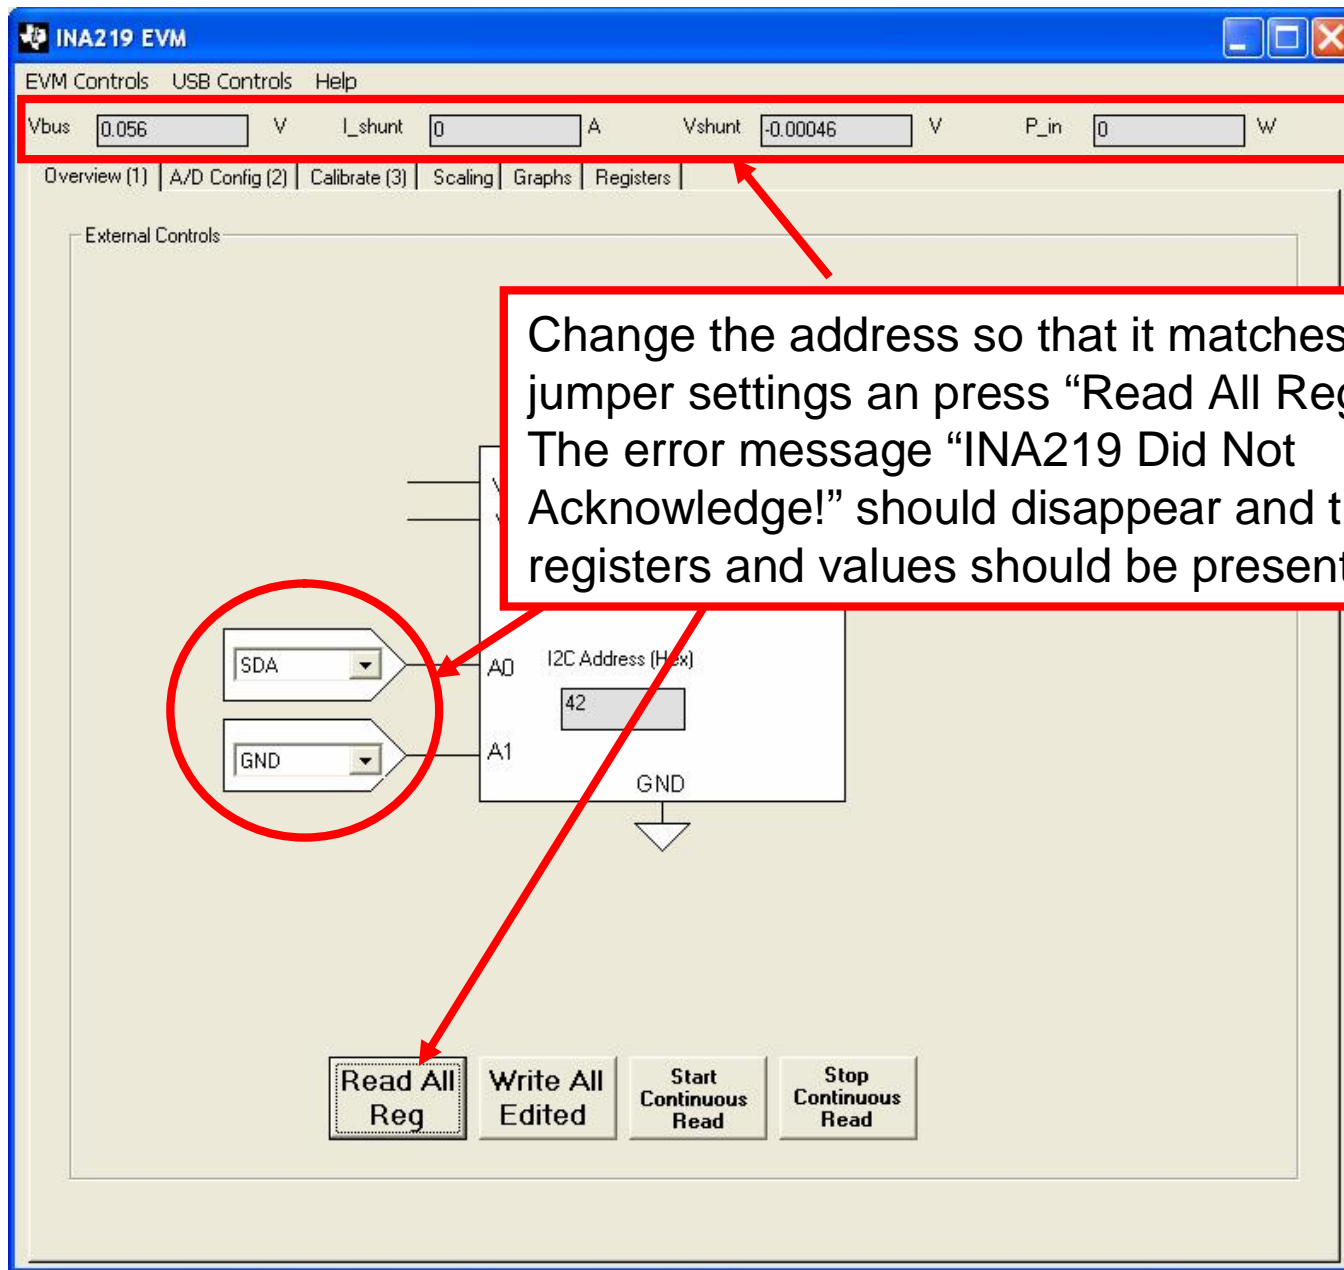 INA219 EVM
EVM Controls USB Controls Help
Vbus 0.056 V I_shunt 0 A Vshunt -0.00046 V P_in 0 W
Overview (1) A/D Config (2) Calibrate (3) Scaling Graphs Registers
External Controls
Change the address so that it matches
jumper settings an press “Read All Reg
The error message “INA219 Did Not
Acknowledge!” should disappear and t
registers and values should be present
SDA
A0
I2C Address (Hex)
42
GND
A1
GND
Read All
Reg
Write All
Edited
Start
Continuous
Read
Stop
Continuous
Read